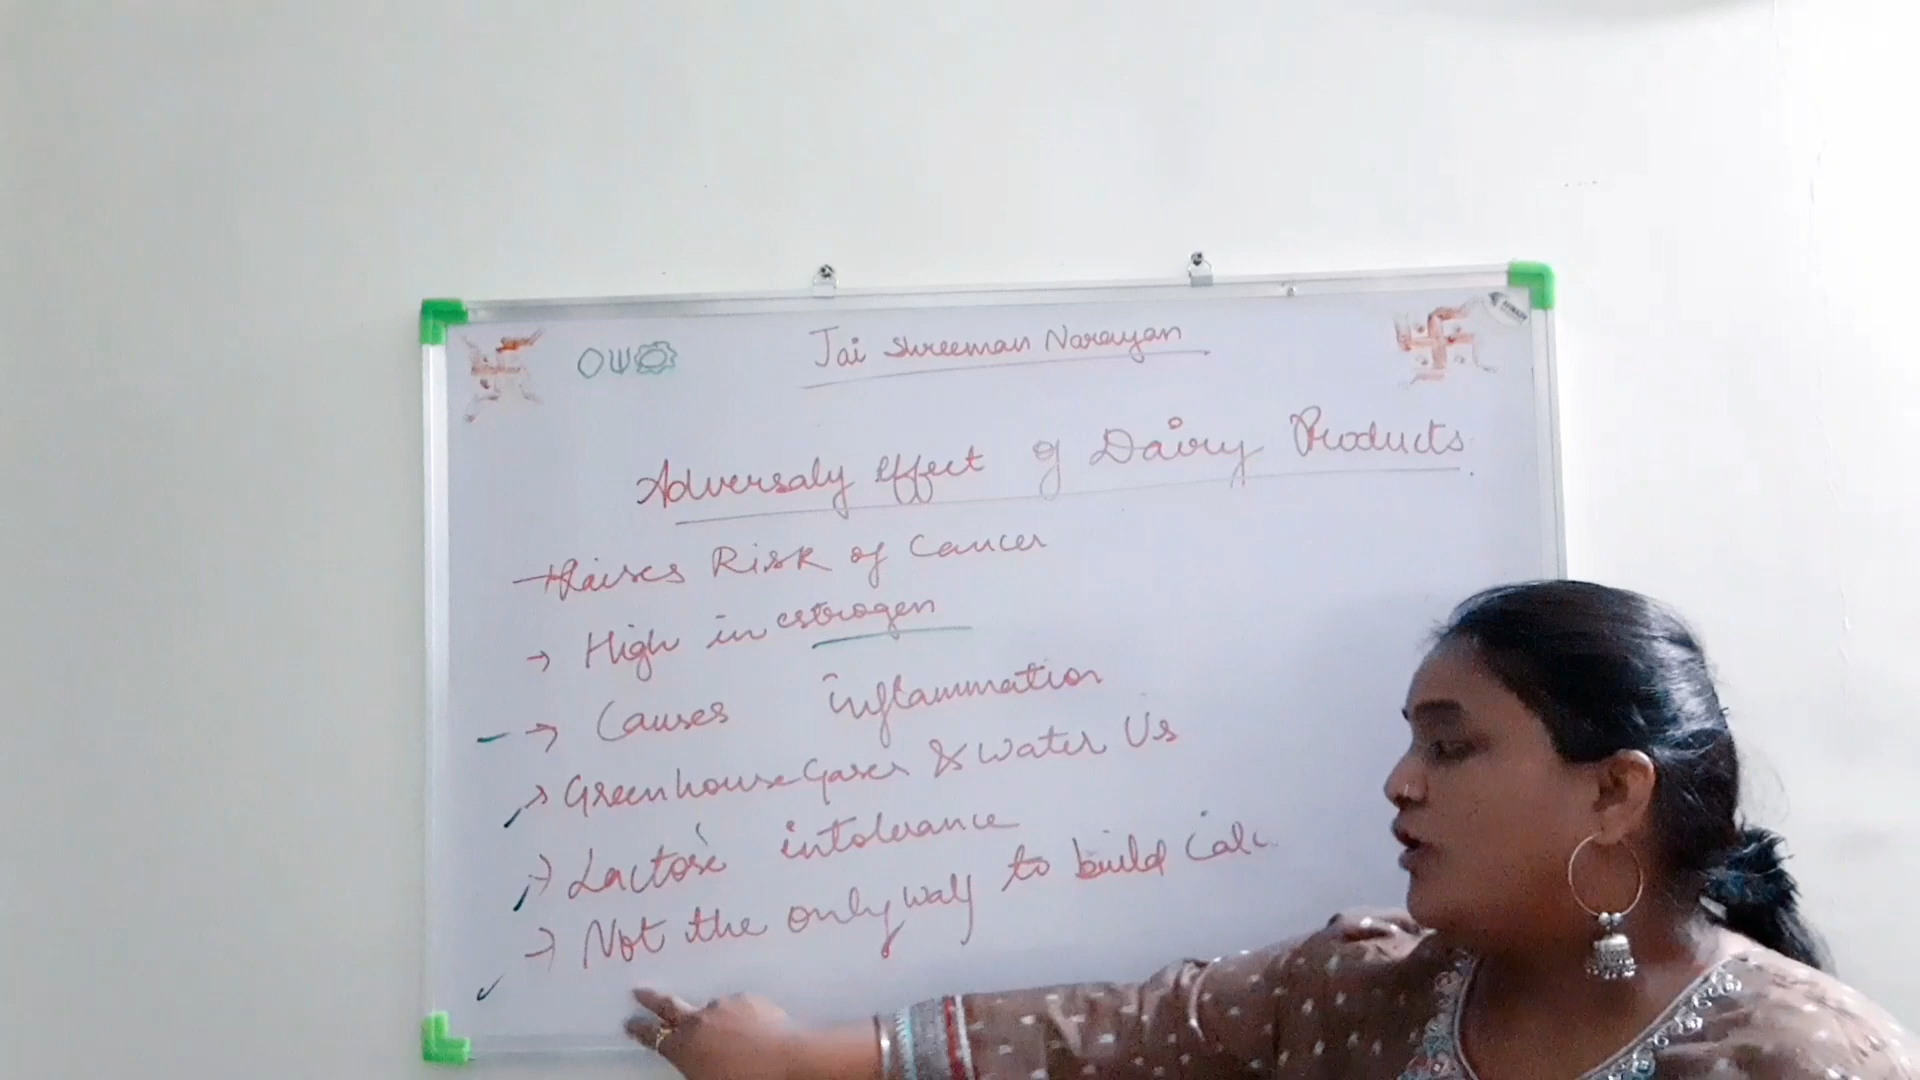 Jai Shreeman Narayan
Adversaly effect of Dairy Products.
→Raises Risk of Cancer
→ High in estrogen
→ Causes inflammation
→ Greenhouse Gases & Water Us
→ Lactose intolerance
→ Not the only way to build Calc